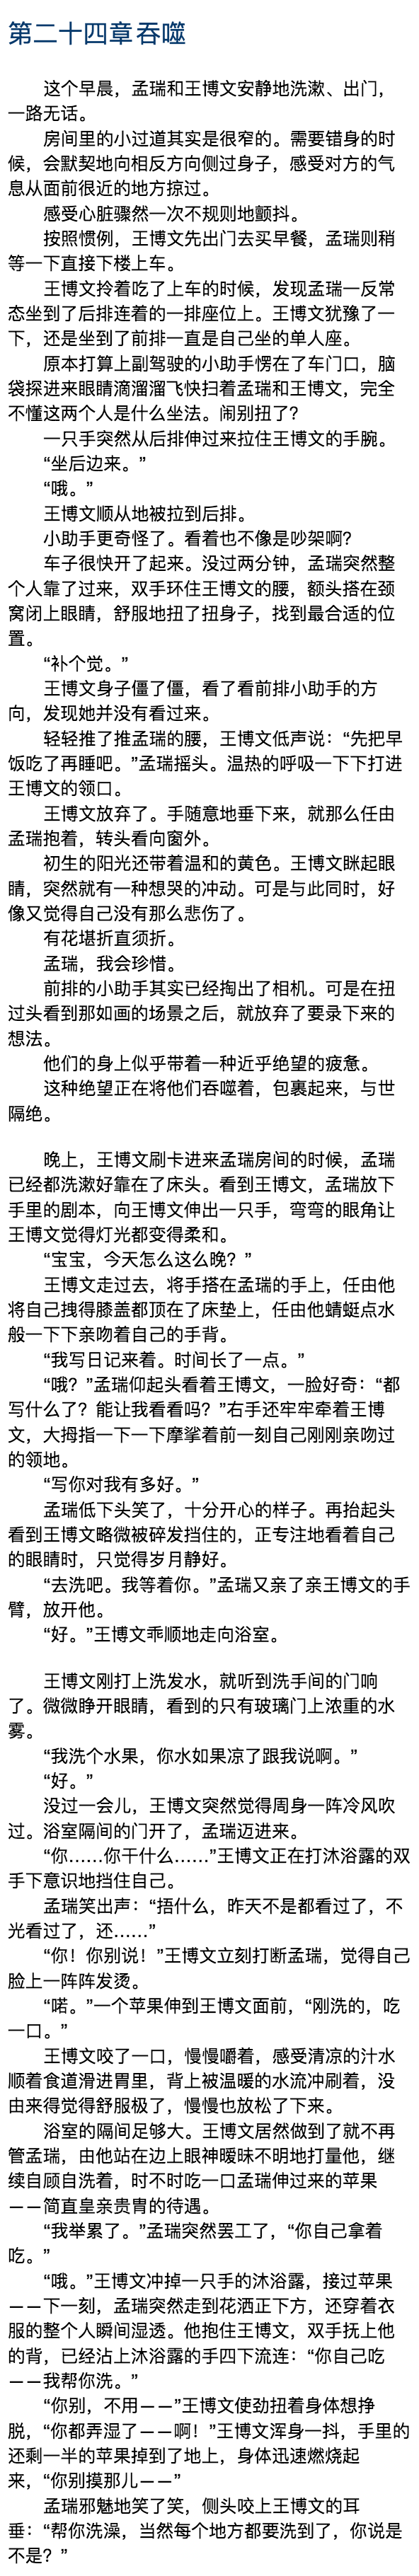 第二十四章 吞噬
这个早晨，孟瑞和王博文安静地洗漱、出门，
一路无话。
房间里的小过道其实是很窄的。需要错身的时
候，会默契地向相反方向侧过身子，感受对方的气
息从面前很近的地方掠过。
感受心脏骤然一次不规则地颤抖。
按照惯例，王博文先出门去买早餐，孟瑞则稍
等一下直接下楼上车。
王博文拎着吃了上车的时候，发现孟瑞一反常
态坐到了后排连着的一排座位上。王博文犹豫了一
下，还是坐到了前排一直是自己坐的单人座。
原本打算上副驾驶的小助手愣在了车门口，脑
袋探进来眼睛滴溜溜飞快扫着孟瑞和王博文，完全
不懂这两个人是什么坐法。闹别扭了？
一只手突然从后排伸过来拉住王博文的手腕。
“坐后边来。”
“哦。”
王博文顺从地被拉到后排。
小助手更奇怪了。看着也不像是吵架啊？
车子很快开了起来。没过两分钟，孟瑞突然整
个人靠了过来，双手环住王博文的腰，额头搭在颈
窝闭上眼睛，舒服地扭了扭身子，找到最合适的位
置。
“补个觉。”
王博文身子僵了僵，看了看前排小助手的方
向，发现她并没有看过来。
轻轻推了推孟瑞的腰，王博文低声说：“先把早
饭吃了再睡吧。”孟瑞摇头。温热的呼吸一下下打进
王博文的领口。
王博文放弃了。手随意地垂下来，就那么任由
孟瑞抱着，转头看向窗外。
初生的阳光还带着温和的黄色。王博文眯起眼
睛，突然就有一种想哭的冲动。可是与此同时，好
像又觉得自己没有那么悲伤了。
有花堪折直须折。
孟瑞，我会珍惜。
前排的小助手其实已经掏出了相机。可是在扭
过头看到那如画的场景之后，就放弃了要录下来的
想法。
他们的身上似乎带着一种近乎绝望的疲惫。
这种绝望正在将他们吞噬着，包裹起来，与世
隔绝。
晚上，王博文刷卡进来孟瑞房间的时候，孟瑞
已经都洗漱好靠在了床头。看到王博文，孟瑞放下
手里的剧本，向王博文伸出一只手，弯弯的眼角让
王博文觉得灯光都变得柔和。
“宝宝，今天怎么这么晚？”
王博文走过去，将手搭在孟瑞的手上，任由他
将自己拽得膝盖都顶在了床垫上，任由他蜻蜓点水
般一下下亲吻着自己的手背。
“我写日记来着。时间长了一点。”
“哦？”孟瑞仰起头看着王博文，一脸好奇：“都
写什么了？能让我看看吗？”右手还牢牢牵着王博
文，大拇指一下一下摩挲着前一刻自己刚刚亲吻过
的领地。
“写你对我有多好。”
孟瑞低下头笑了，十分开心的样子。再抬起头
看到王博文略微被碎发挡住的，正专注地看着自己
的眼睛时，只觉得岁月静好。
“去洗吧。我等着你。”孟瑞又亲了亲王博文的手
臂，放开他。
“好。”王博文乖顺地走向浴室。
王博文刚打上洗发水，就听到洗手间的门响
了。微微睁开眼睛，看到的只有玻璃门上浓重的水
雾。
“我洗个水果，你水如果凉了跟我说啊。”
“好。”
没过一会儿，王博文突然觉得周身一阵冷风吹
过。浴室隔间的门开了，孟瑞迈进来。
“你……你干什么……”王博文正在打沐浴露的双
手下意识地挡住自己。
孟瑞笑出声：“捂什么，昨天不是都看过了，不
光看过了，还……”
“你！你别说！”王博文立刻打断孟瑞，觉得自己
脸上一阵阵发烫。
“喏。”一个苹果伸到王博文面前，“刚洗的，吃
一口。”
王博文咬了一口，慢慢嚼着，感受清凉的汁水
顺着食道滑进胃里，背上被温暖的水流冲刷着，没
由来得觉得舒服极了，慢慢也放松了下来。
浴室的隔间足够大。王博文居然做到了就不再
管孟瑞，由他站在边上眼神暧昧不明地打量他，继
续自顾自洗着，时不时吃一口孟瑞伸过来的苹果
——简直皇亲贵胄的待遇。
“我举累了。”孟瑞突然罢工了，“你自己拿着
吃。”
“哦。”王博文冲掉一只手的沐浴露，接过苹果
——下一刻，孟瑞突然走到花洒正下方，还穿着衣
服的整个人瞬间湿透。他抱住王博文，双手抚上他
的背，已经沾上沐浴露的手四下流连：“你自己吃
——我帮你洗。”
“你别，不用——”王博文使劲扭着身体想挣
脱，“你都弄湿了——啊！”王博文浑身一抖，手里的
还剩一半的苹果掉到了地上，身体迅速燃烧起
来，“你别摸那儿——”
孟瑞邪魅地笑了笑，侧头咬上王博文的耳
垂：“帮你洗澡，当然每个地方都要洗到了，你说是
不是？”